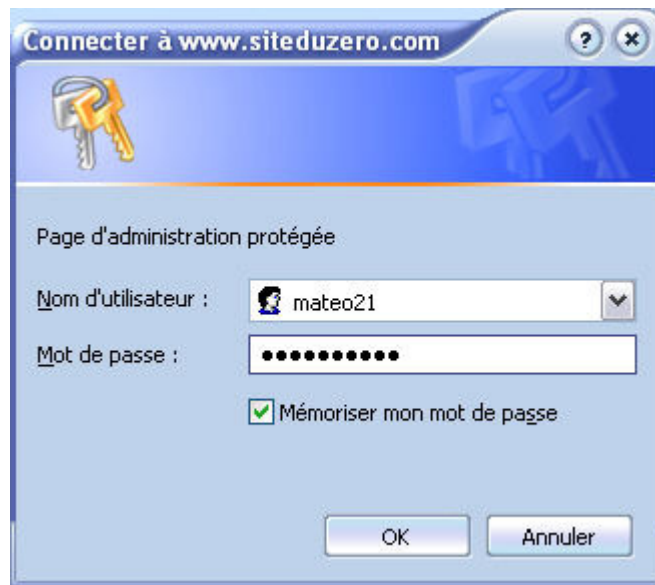 Connecter à www.siteduzero.com
Page d'administration protégée
Nom d'utilisateur : mateo21
Mot de passe : ••••••••••
Mémoriser mon mot de passe
OK Annuler